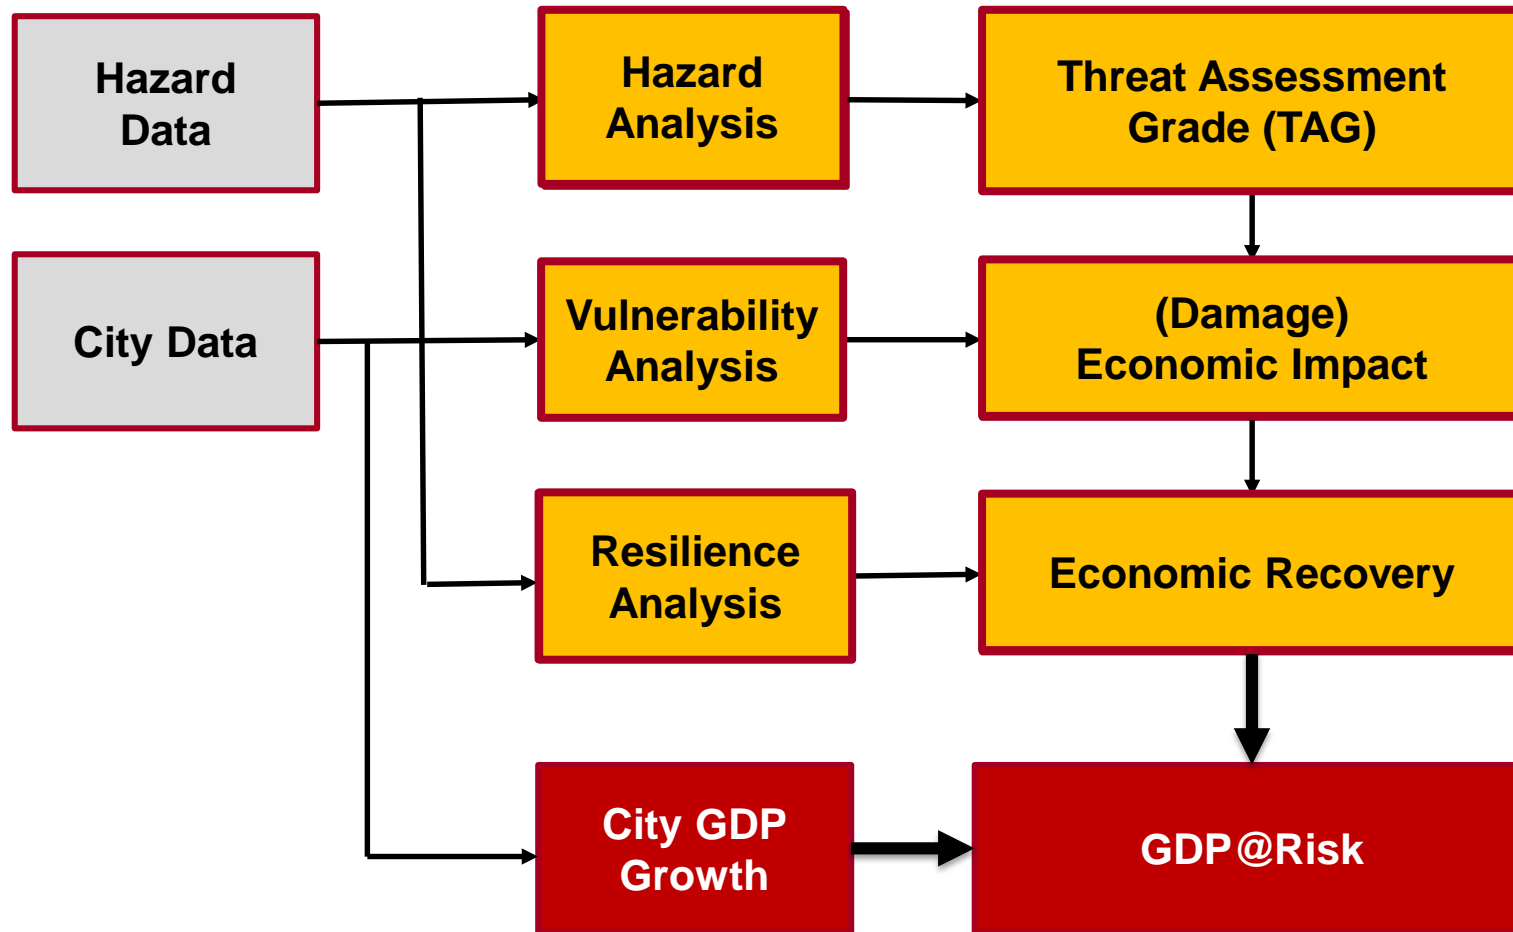 Hazard
Data
Hazard
Analysis
Threat Assessment
Grade (TAG)
City Data
Vulnerability
Analysis
(Damage)
Economic Impact
Resilience
Analysis
Economic Recovery
City GDP
Growth
GDP@Risk